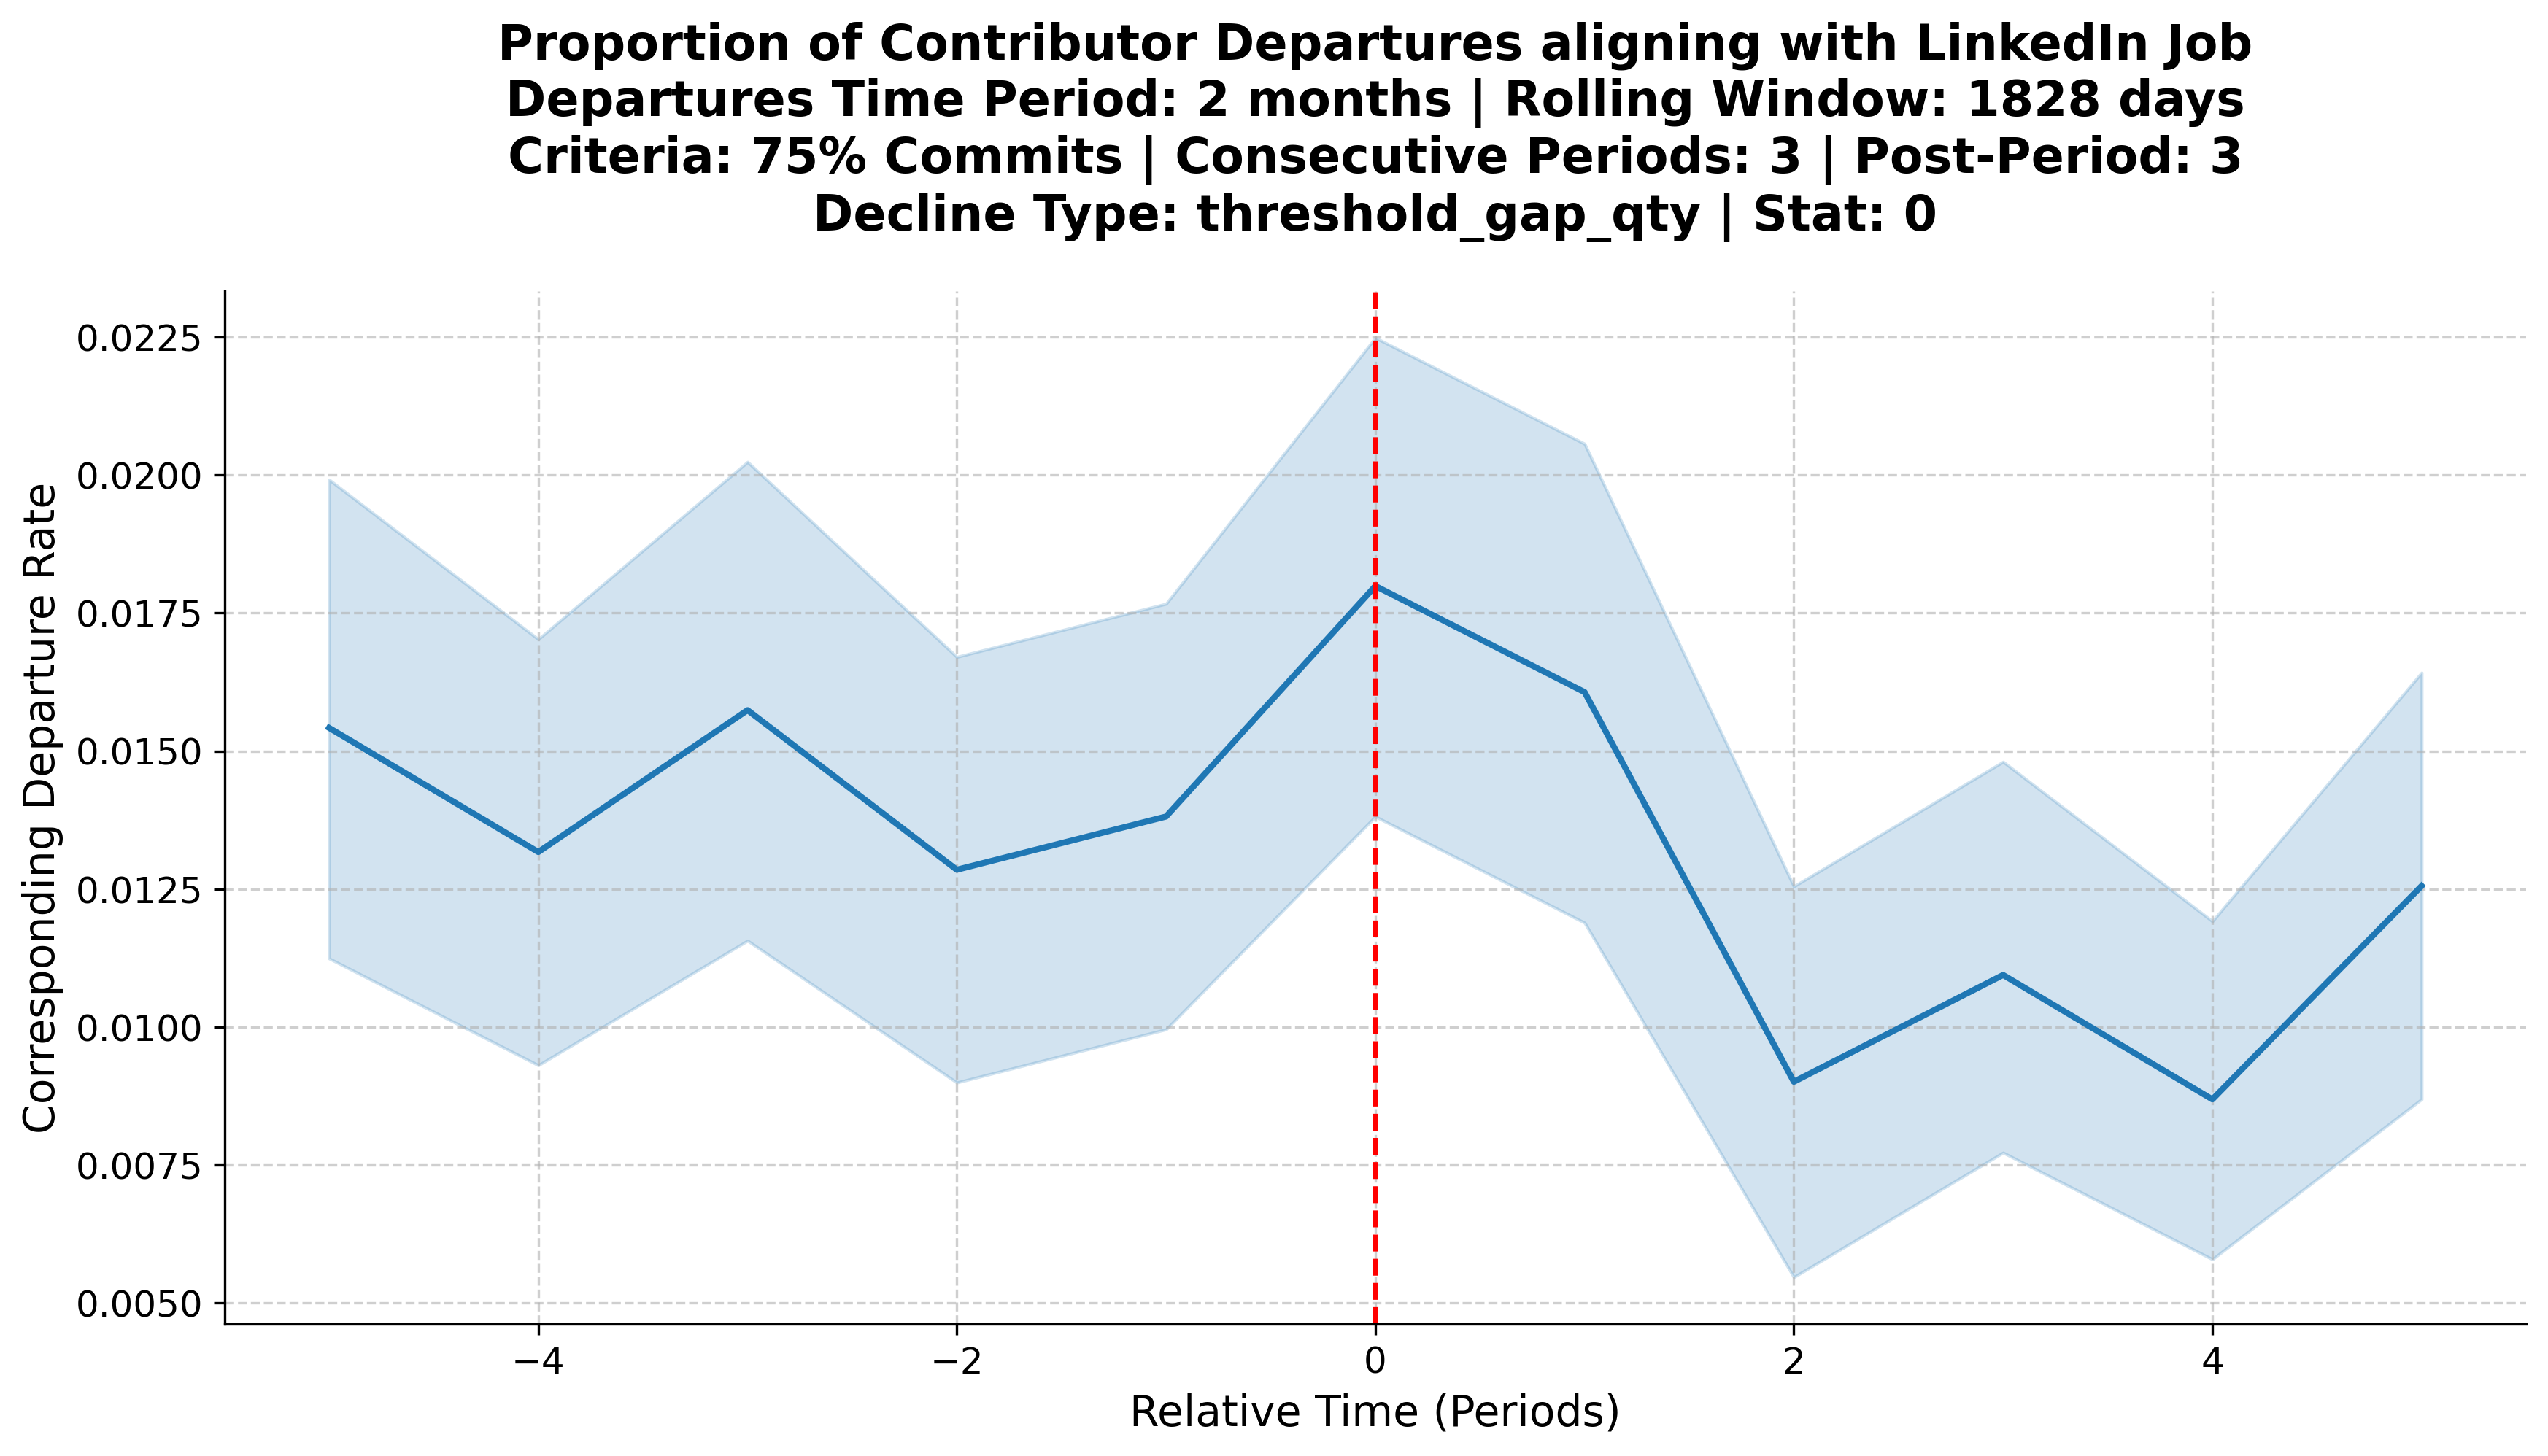 Proportion of Contributor Departures aligning with LinkedIn Job
Departures Time Period: 2 months | Rolling Window: 1828 days
Criteria: 75% Commits | Consecutive Periods: 3 | Post-Period: 3
Decline Type: threshold_gap_qty | Stat: 0
Corresponding Departure Rate
0.0225
0.0200
0.0175
0.0150
0.0125
0.0100
0.0075
0.0050
−4 −2 0 2 4
Relative Time (Periods)